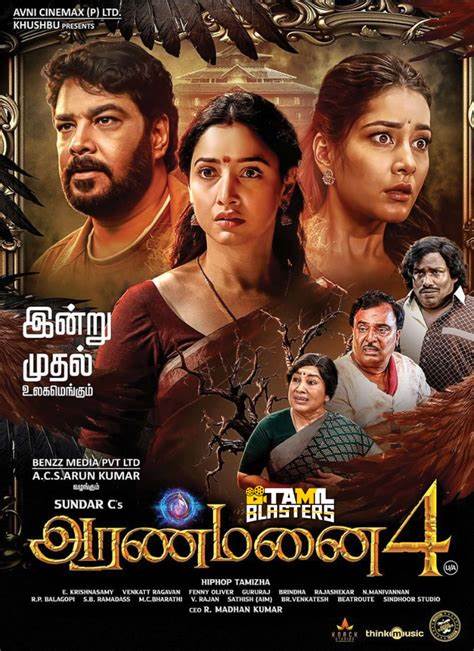 AVNI CINEMAX (P) LTD.
KHUSHBU PRESENTS
இன்று
முதல்
உலகமெங்கும்
BENZZ MEDIA PVT LTD
A.C.S.ARUN KUMAR
வழங்கும்
SUNDAR C's
TAMIL
BLASTERS
அரண்மனை 4
U/A
HIPHOP TAMIZHA
E. KRISHNASAMY VENKATT RAGAVAN FENNY OLIVER GURURAJ BRINDHA RAJASHEKAR N.MANIVANNAN
R.P. BALAGOPI S.B. RAMADASS M.C.BHARATHI V. RAJAN SATHISH (AIM) BR.VENKATESH BEATROUTE SINDHOOR STUDIO
CEO R. MADHAN KUMAR
KNACK
STUDIOS
think music